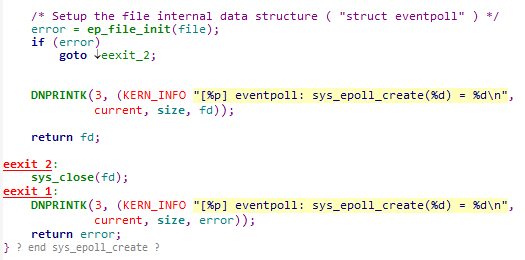 /* Setup the file internal data structure ( "struct eventpoll" ) */
error = ep_file_init(file);
if (error)
goto ↓eexit_2;
DNPRINTK(3, (KERN_INFO "[%p] eventpoll: sys_epoll_create(%d) = %d\n",
current, size, fd));
return fd;
eexit_2:
sys_close(fd);
eexit_1:
DNPRINTK(3, (KERN_INFO "[%p] eventpoll: sys_epoll_create(%d) = %d\n",
current, size, error));
return error;
} ? end sys_epoll_create ?